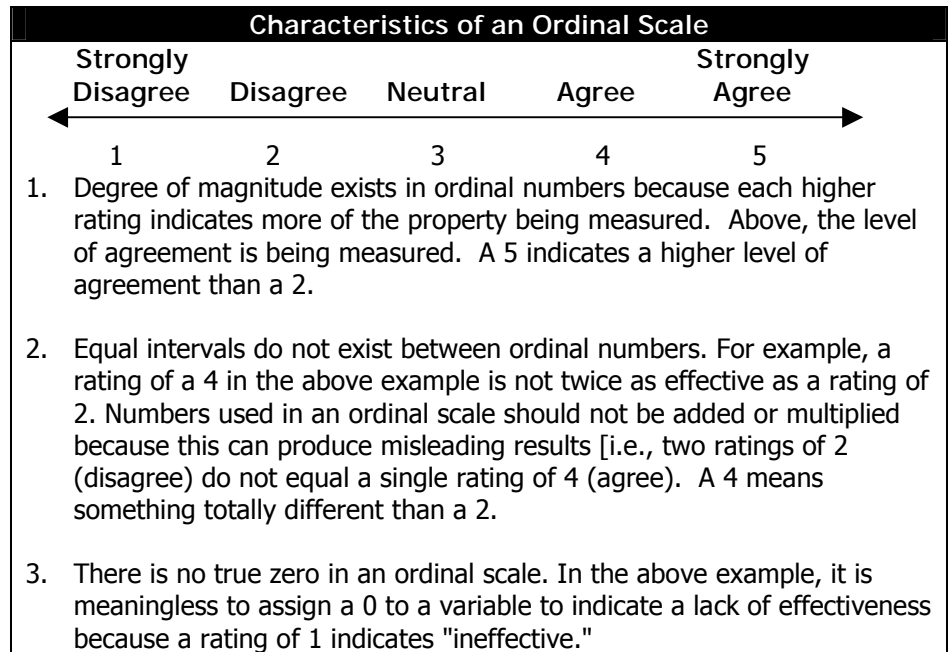 Characteristics of an Ordinal Scale
Strongly Strongly
Disagree Disagree Neutral Agree Agree
1 2 3 4 5
1. Degree of magnitude exists in ordinal numbers because each higher
rating indicates more of the property being measured. Above, the level
of agreement is being measured. A 5 indicates a higher level of
agreement than a 2.
2. Equal intervals do not exist between ordinal numbers. For example, a
rating of a 4 in the above example is not twice as effective as a rating of
2. Numbers used in an ordinal scale should not be added or multiplied
because this can produce misleading results [i.e., two ratings of 2
(disagree) do not equal a single rating of 4 (agree). A 4 means
something totally different than a 2.
3. There is no true zero in an ordinal scale. In the above example, it is
meaningless to assign a 0 to a variable to indicate a lack of effectiveness
because a rating of 1 indicates "ineffective."